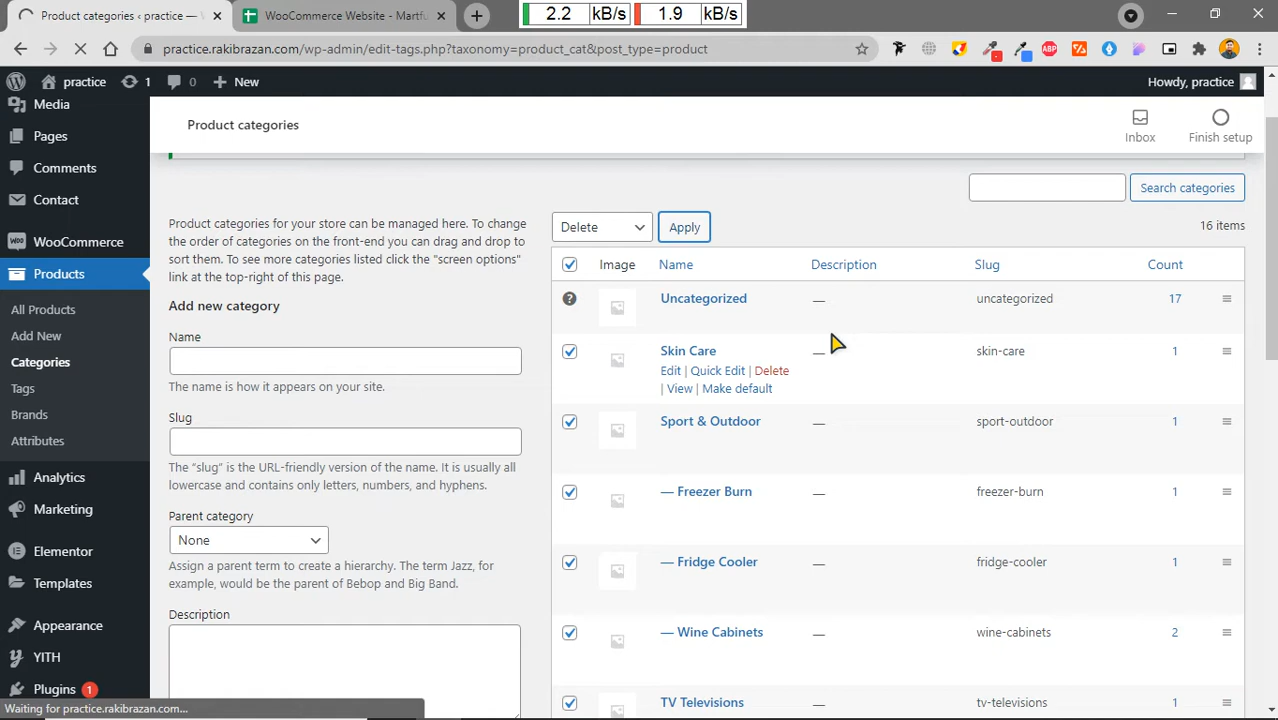 Product categories ‹ practice —
WooCommerce Website - Martfu
2.2 kB/s
1.9 kB/s
practice.rakibrazan.com/wp-admin/edit-tags.php?taxonomy=product_cat&post_type=product
ABP
practice
1
0
New
Howdy, practice
Media
Pages
Comments
Contact
WooCommerce
Products
All Products
Add New
Categories
Tags
Brands
Attributes
Analytics
Marketing
Elementor
Templates
Appearance
YITH
Plugins 1
Product categories
Inbox
Finish setup
Search categories
Product categories for your store can be managed here. To change
the order of categories on the front-end you can drag and drop to
sort them. To see more categories listed click the "screen options"
link at the top-right of this page.
Add new category
Name
The name is how it appears on your site.
Slug
The “slug” is the URL-friendly version of the name. It is usually all
lowercase and contains only letters, numbers, and hyphens.
Parent category
None
Assign a parent term to create a hierarchy. The term Jazz, for
example, would be the parent of Bebop and Big Band.
Description
Delete
Apply
16 items
Image Name Description Slug Count
Uncategorized — uncategorized 17
Skin Care — skin-care 1
Edit | Quick Edit | Delete
| View | Make default
Sport & Outdoor — sport-outdoor 1
— Freezer Burn — freezer-burn 1
— Fridge Cooler — fridge-cooler 1
— Wine Cabinets — wine-cabinets 2
TV Televisions — tv-televisions 1
Waiting for practice.rakibrazan.com...